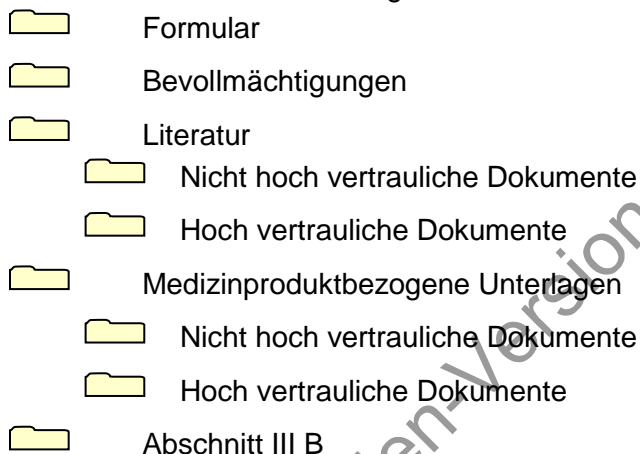 Formular
Bevollmächtigungen
Literatur
Nicht hoch vertrauliche Dokumente
Hoch vertrauliche Dokumente
Medizinproduktbezogene Unterlagen
Nicht hoch vertrauliche Dokumente
Hoch vertrauliche Dokumente
Abschnitt III B